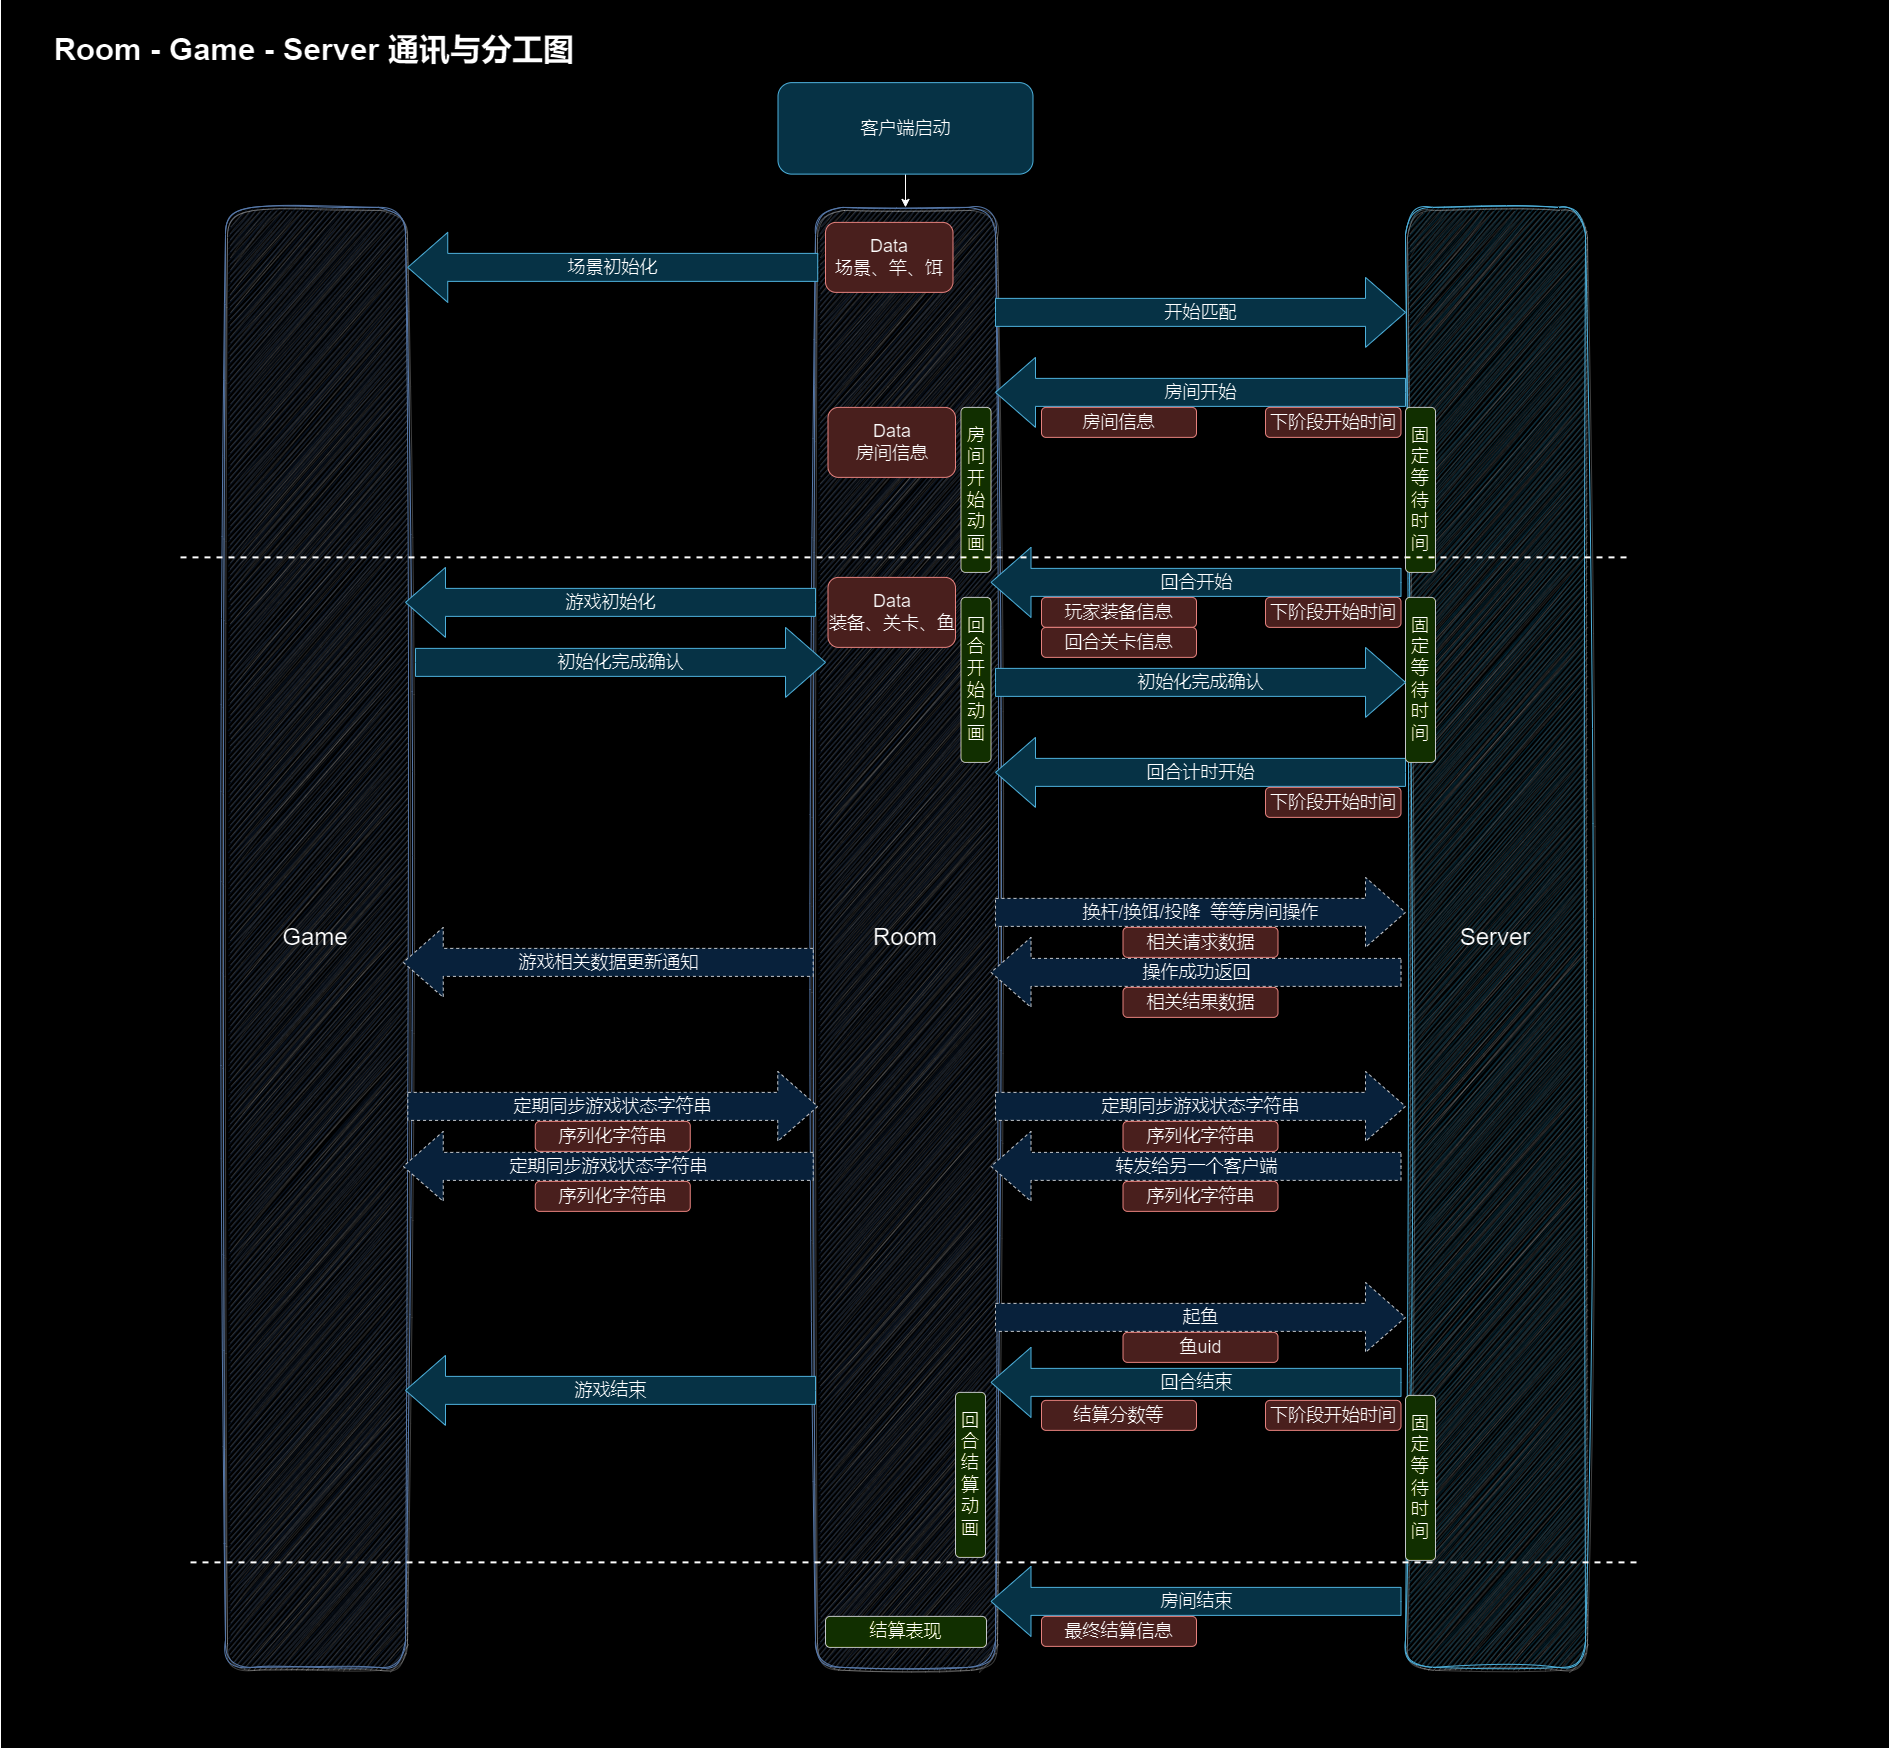 Room - Game - Server 通讯与分工图
客户端启动
Data
场景、竿、饵
场景初始化
开始匹配
房间开始
房间信息
下阶段开始时间
Data
房间信息
房间开始动画
固定等待时间
回合开始
游戏初始化
Data
装备、关卡、鱼
玩家装备信息
下阶段开始时间
回合关卡信息
回合开始动画
固定等待时间
初始化完成确认
初始化完成确认
回合计时开始
下阶段开始时间
换杆/换饵/投降 等等房间操作
Game
Room
Server
相关请求数据
游戏相关数据更新通知
操作成功返回
相关结果数据
定期同步游戏状态字符串
定期同步游戏状态字符串
序列化字符串
序列化字符串
定期同步游戏状态字符串
转发给另一个客户端
序列化字符串
序列化字符串
起鱼
鱼uid
回合结束
游戏结束
结算分数等
下阶段开始时间
回合结算动画
固定等待时间
房间结束
结算表现
最终结算信息